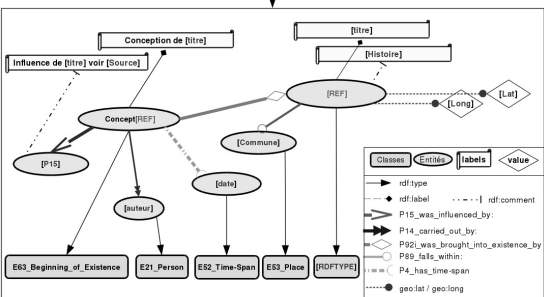 [titre]
Conception de [titre]
[Histoire]
Influence de [titre] voir [Source]
[REF]
[Lat]
[Long]
Concept[REF]
[Commune]
[P15]
[date]
[auteur]
E63_Beginning_of_Existence
E21_Person
E52_Time-Span
E53_Place
[RDFTYPE]
Classes
Entités
labels
value
rdf:type
rdf:label
rdf:comment
P15_was_influenced_by:
P14_carried_out_by:
P92i_was_brought_into_existence_by
P89_falls_within:
P4_has_time-span
geo:lat / geo:long: